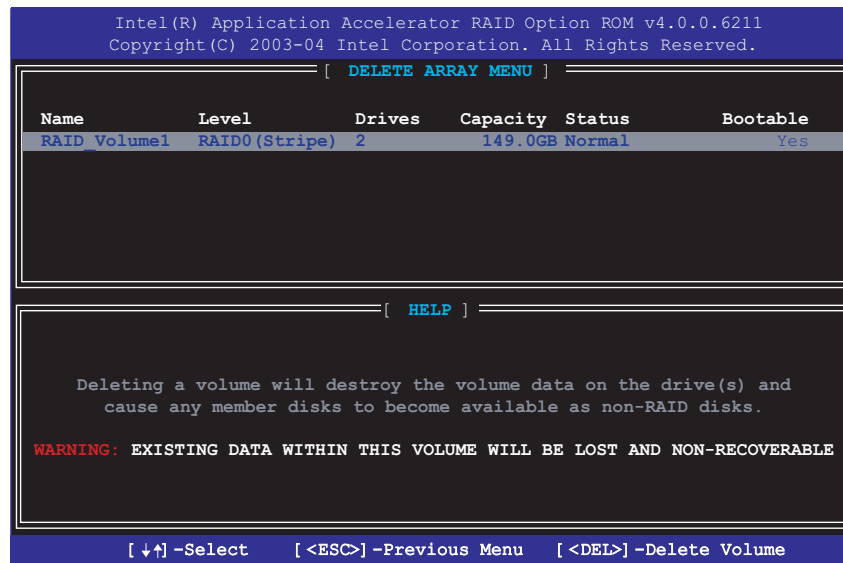 Intel(R) Application Accelerator RAID Option ROM v4.0.0.6211
Copyright(C) 2003-04 Intel Corporation. All Rights Reserved.
[ DELETE ARRAY MENU ]
Name Level Drives Capacity Status Bootable
RAID_Volume1 RAID0(Stripe) 2 149.0GB Normal Yes
[ HELP ]
Deleting a volume will destroy the volume data on the drive(s) and
cause any member disks to become available as non-RAID disks.
WARNING: EXISTING DATA WITHIN THIS VOLUME WILL BE LOST AND NON-RECOVERABLE
[↓↑]-Select [<ESC>]-Previous Menu [<DEL>]-Delete Volume